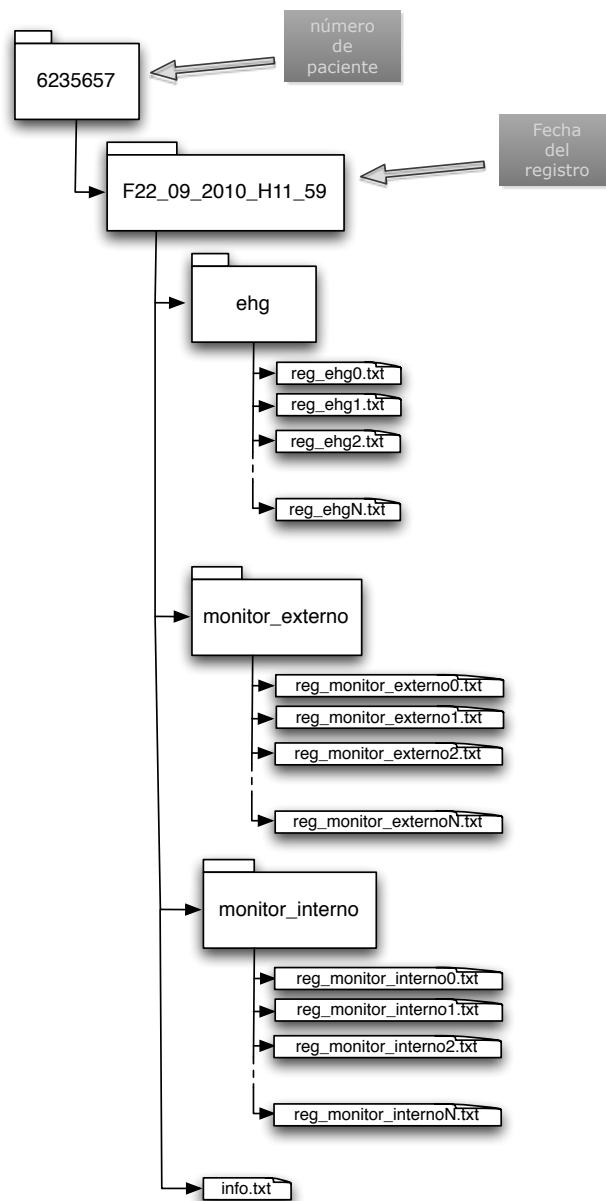 número
de
paciente
6235657
Fecha
del
registro
F22_09_2010_H11_59
ehg
reg_ehg0.txt
reg_ehg1.txt
reg_ehg2.txt
reg_ehgN.txt
monitor_externo
reg_monitor_externo0.txt
reg_monitor_externo1.txt
reg_monitor_externo2.txt
reg_monitor_externoN.txt
monitor_interno
reg_monitor_interno0.txt
reg_monitor_interno1.txt
reg_monitor_interno2.txt
reg_monitor_internoN.txt
info.txt